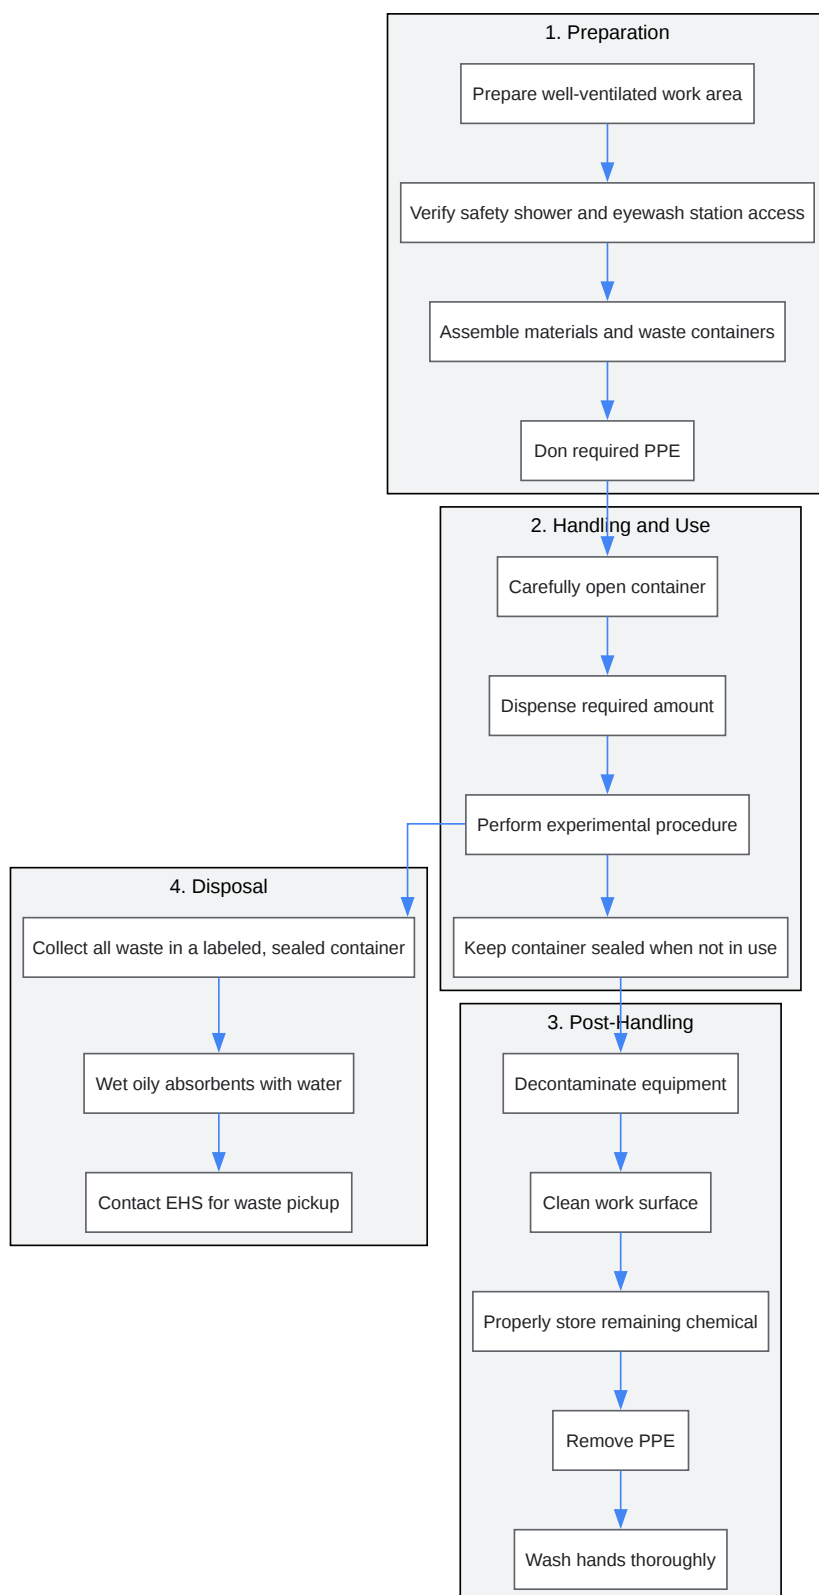 1. Preparation
Prepare well-ventilated work area
Verify safety shower and eyewash station access
Assemble materials and waste containers
Don required PPE
2. Handling and Use
Carefully open container
Dispense required amount
Perform experimental procedure
Keep container sealed when not in use
4. Disposal
Collect all waste in a labeled, sealed container
Wet oily absorbents with water
Contact EHS for waste pickup
3. Post-Handling
Decontaminate equipment
Clean work surface
Properly store remaining chemical
Remove PPE
Wash hands thoroughly